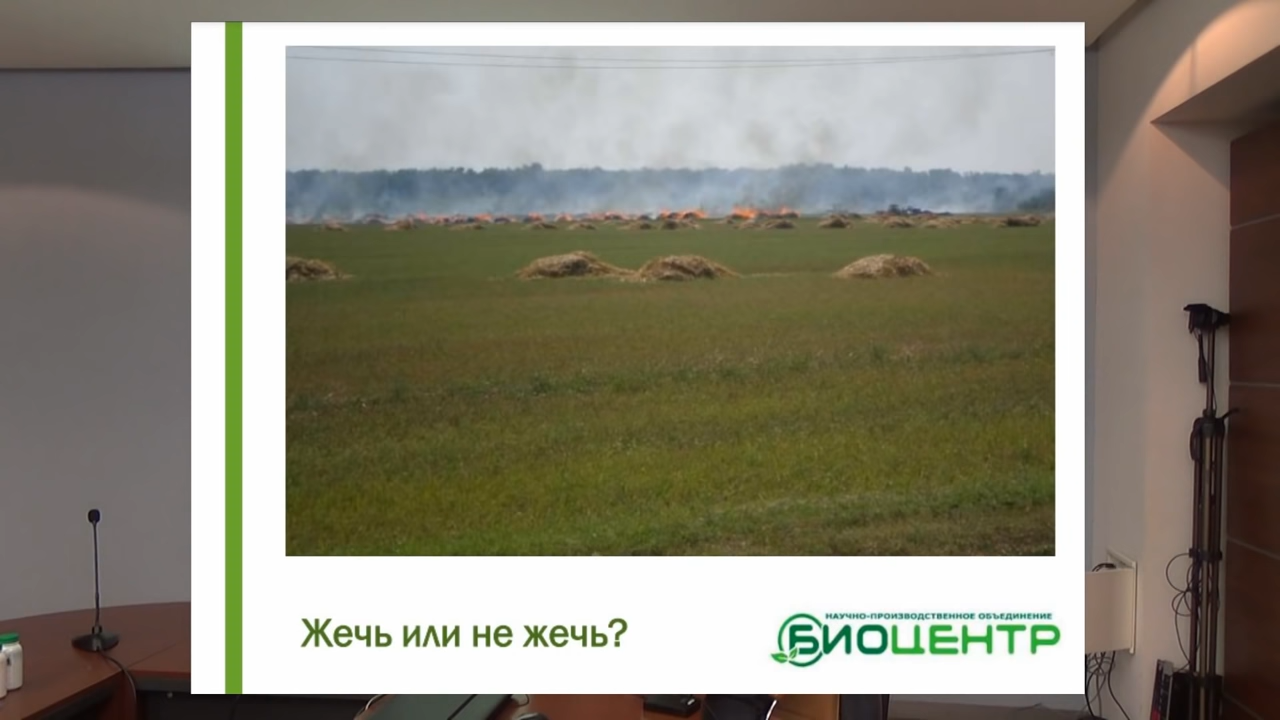 Жечь или не жечь?
НАУЧНО-ПРОИЗВОДСТВЕННОЕ ОБЪЕДИНЕНИЕ
БИОЦЕНТР